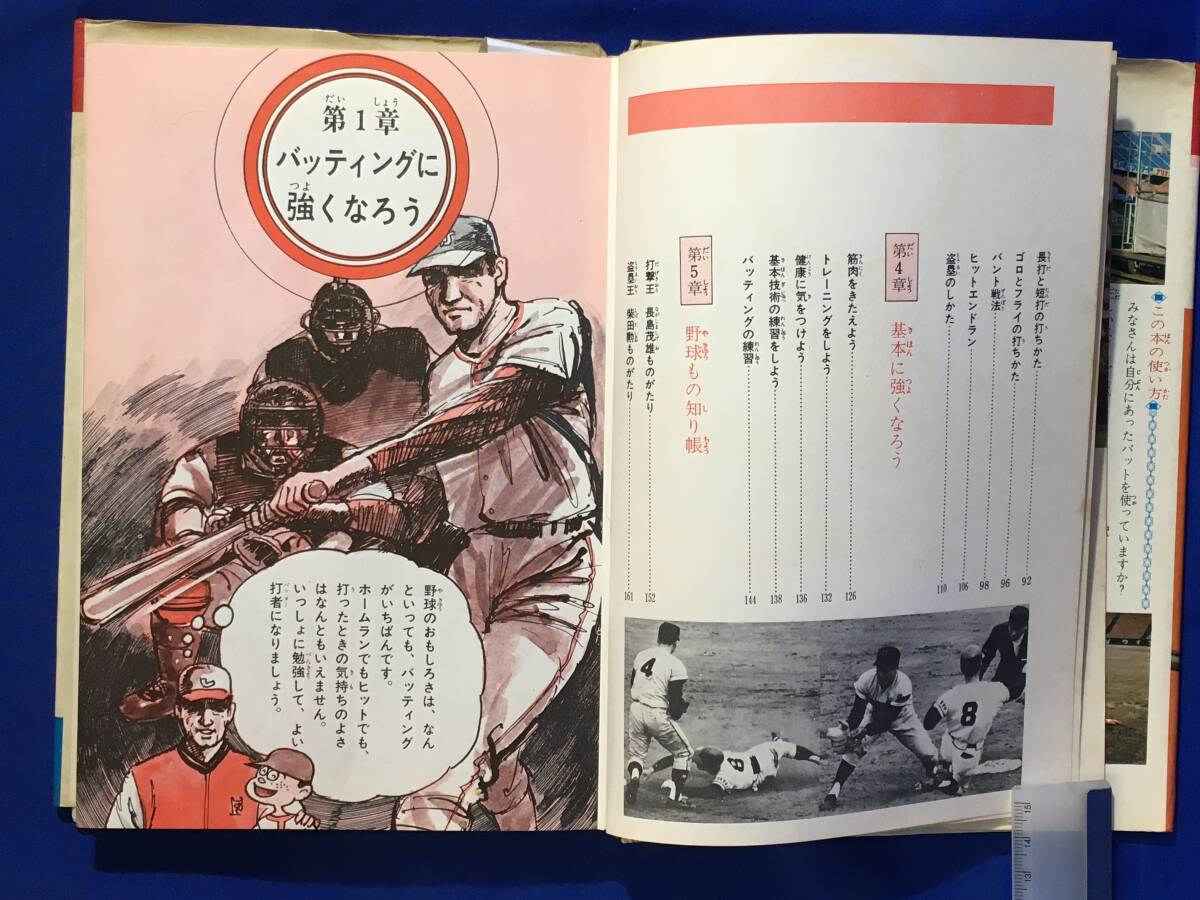 第1章
バッティングに
強くなろう
野球のおもしろさは、なん
といっても、バッティング
がいちばんです。
ホームランでもヒットでも、
打ったときの気持ちのよさ
はなんともいえません。
いっしょに勉強して、よい
打者になりましょう。
長打と短打の打ちかた 92
ゴロとフライの打ちかた 96
バント戦法 98
ヒットエンドラン 106
盗塁のしかた 110
第4章 基本に強くなろう
筋肉をきたえよう 126
トレーニングをしよう 132
健康に気をつけよう 136
基本技術の練習をしよう 138
バッティングの練習 144
第5章 野球もの知り帳
打撃王 長島茂雄ものがたり 152
盗塁王 柴田勲ものがたり 161
4
8
この本の使い方
みなさんは自分にあったバットを使っていますか？
15
14
13